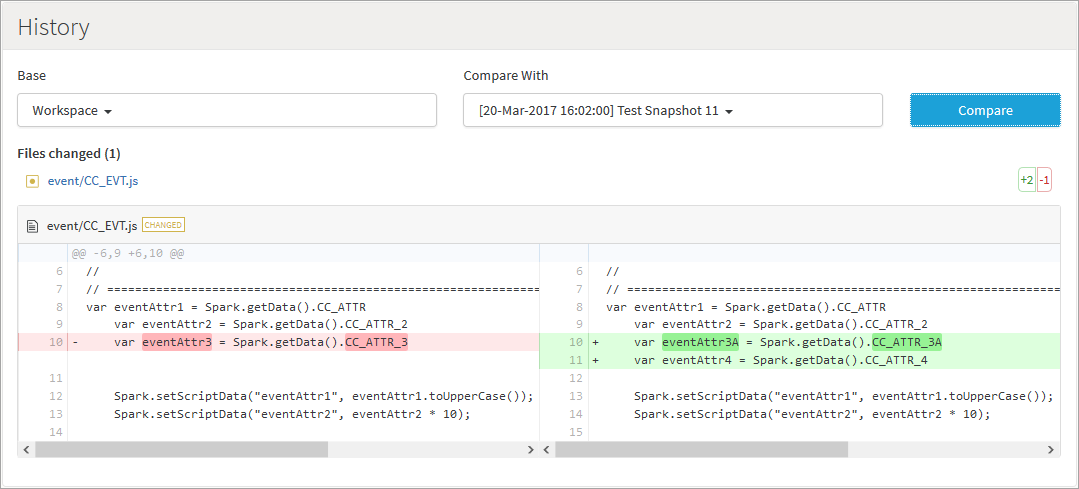 History
Base
Compare With
Workspace
[20-Mar-2017 16:02:00] Test Snapshot 11
Compare
Files changed (1)
event/CC_EVT.js
+2 -1
event/CC_EVT.js CHANGED
@@ -6,9 +6,10 @@
6 // 6 //
7 // ============================================================== 7 // ==============================================================
8 var eventAttr1 = Spark.getData().CC_ATTR 8 var eventAttr1 = Spark.getData().CC_ATTR
9 var eventAttr2 = Spark.getData().CC_ATTR_2 9 var eventAttr2 = Spark.getData().CC_ATTR_2
10 - var eventAttr3 = Spark.getData().CC_ATTR_3 10 + var eventAttr3A = Spark.getData().CC_ATTR_3A
11 + var eventAttr4 = Spark.getData().CC_ATTR_4
11 12
12 Spark.setScriptData("eventAttr1", eventAttr1.toUpperCase()); 13 Spark.setScriptData("eventAttr1", eventAttr1.toUpperCase());
13 Spark.setScriptData("eventAttr2", eventAttr2 * 10); 14 Spark.setScriptData("eventAttr2", eventAttr2 * 10);
14 15